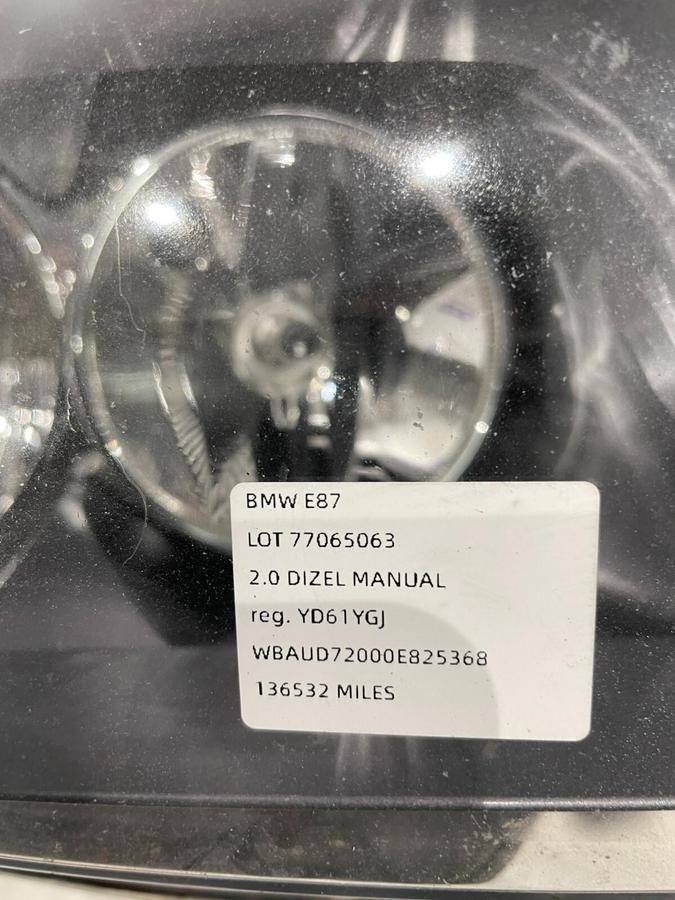 BMW E87
LOT 77065063
2.0 DIZEL MANUAL
reg. YD61YGJ
WBAUD72000E825368
136532 MILES